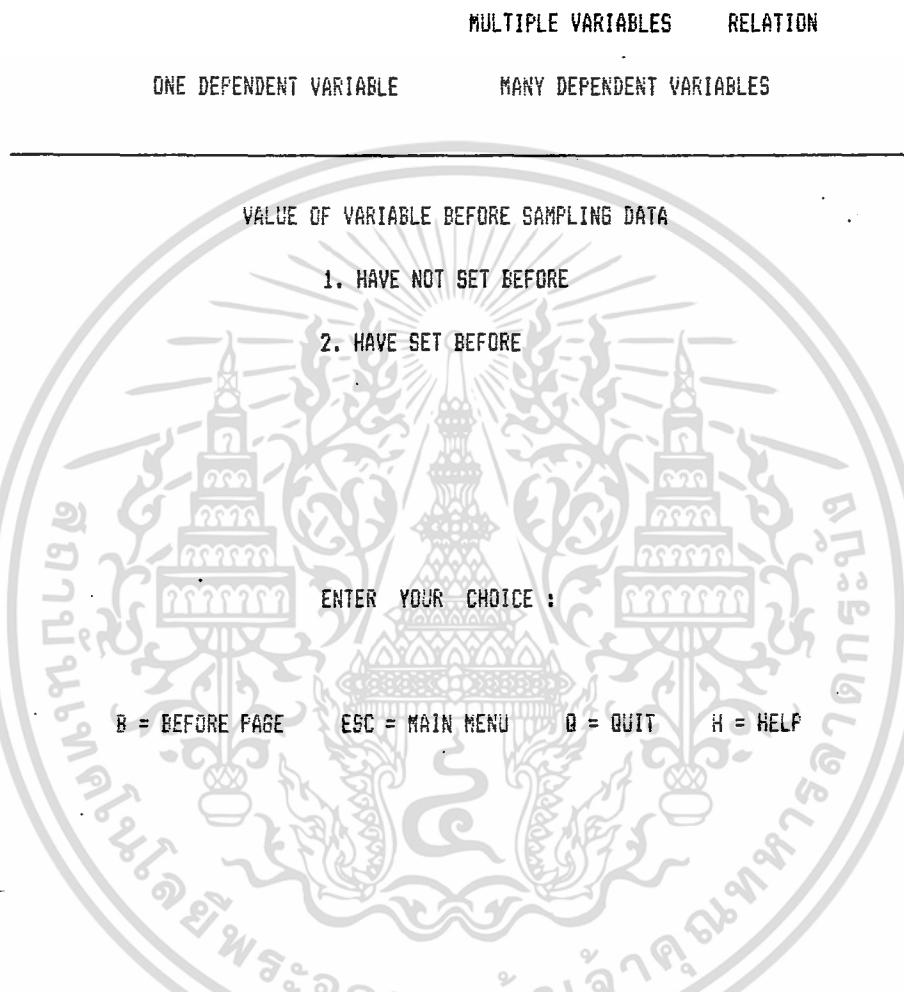 MULTIPLE VARIABLES RELATION
ONE DEPENDENT VARIABLE MANY DEPENDENT VARIABLES
VALUE OF VARIABLE BEFORE SAMPLING DATA
1. HAVE NOT SET BEFORE
2. HAVE SET BEFORE
ENTER YOUR CHOICE :
B = BEFORE PAGE ESC = MAIN MENU Q = QUIT H = HELP